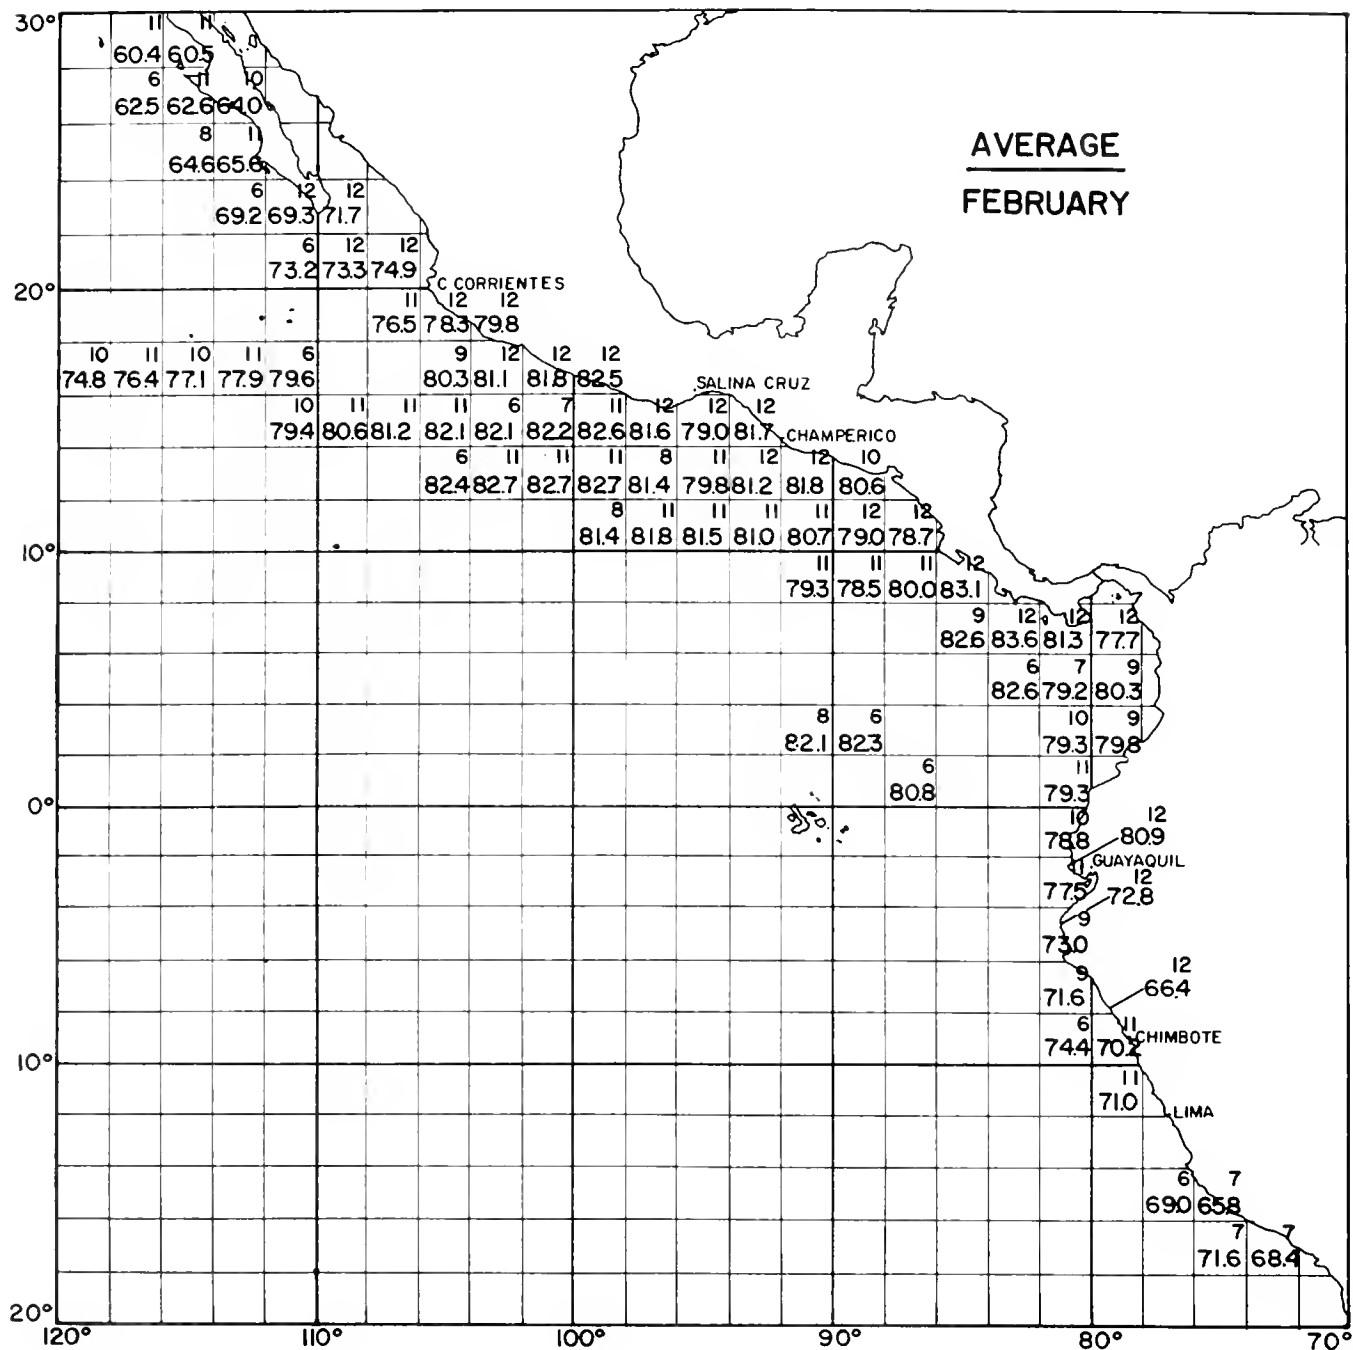 30°
11 11
60.4 60.5
6 11 10
62.5 62.6 64.0
AVERAGE
8 11
64.6 65.6
FEBRUARY
6 12 12
69.2 69.3 71.7
6 12 12
73.2 73.3 74.9
20°
C CORRIENTES
11 12 12
76.5 78.3 79.8
10 11 10 11 6 9 12 12 12
74.8 76.4 77.1 77.9 79.6 80.3 81.1 81.8 82.5
SALINA CRUZ
10 11 11 11 6 7 11 12 12 12
79.4 80.6 81.2 82.1 82.1 82.2 82.6 81.6 79.0 81.7
CHAMPERICO
6 11 11 11 8 11 12 12 10
82.4 82.7 82.7 82.7 81.4 79.8 81.2 81.8 80.6
8 11 11 11 11 12 12
81.4 81.8 81.5 81.0 80.7 79.0 78.7
10°
11 11 11 12
79.3 78.5 80.0 83.1
9 12 12 12
82.6 83.6 81.3 77.7
6 7 9
82.6 79.2 80.3
8 6 10 9
82.1 82.3 79.3 79.8
6 11
80.8 79.3
0°
10 12
78.8 80.9
GUAYAQUIL
11 12
77.5 72.8
9
73.0
9 12
71.6 66.4
6 11
CHIMBOTE
74.4 70.2
10°
11
71.0
LIMA
6 7
69.0 65.8
7 7
71.6 68.4
20°
120° 110° 100° 90° 80° 70°